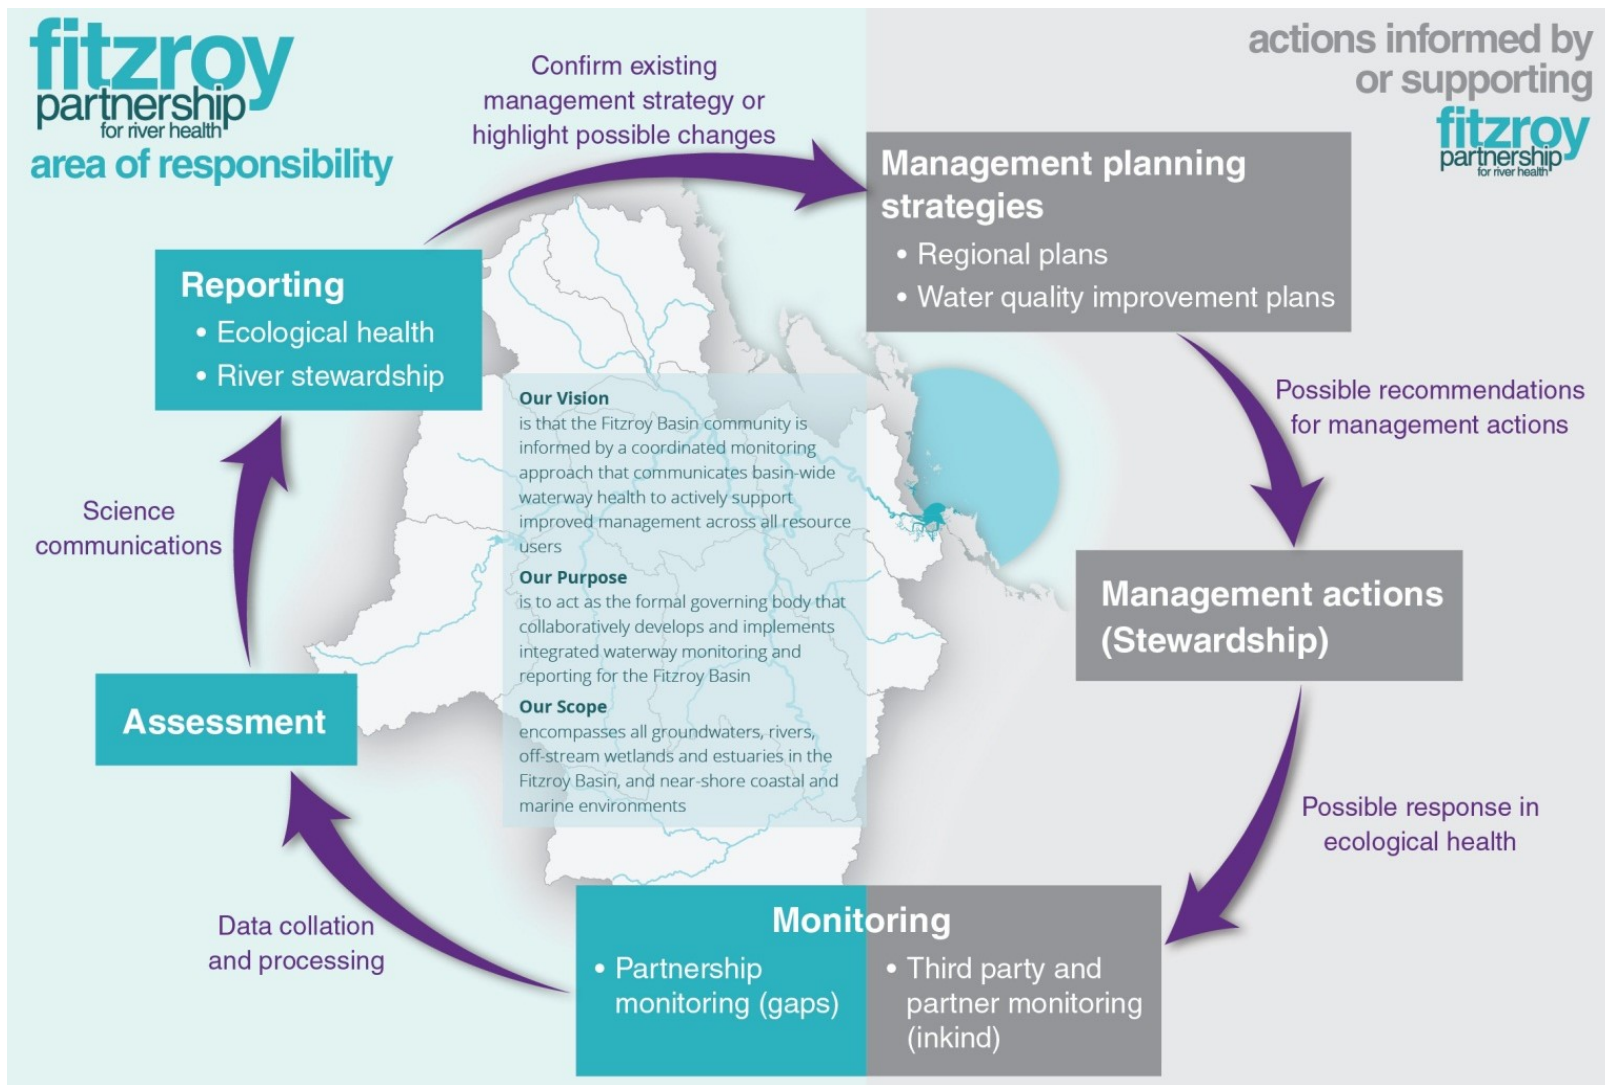 fitzroy
partnership
for river health
area of responsibility
Confirm existing
management strategy or
highlight possible changes
actions informed by
or supporting
fitzroy
partnership
for river health
Management planning
strategies
• Regional plans
• Water quality improvement plans
Reporting
• Ecological health
• River stewardship
Possible recommendations
for management actions
Our Vision
is that the Fitzroy Basin community is
informed by a coordinated monitoring
approach that communicates basin-wide
waterway health to actively support
improved management across all resource
users
Our Purpose
is to act as the formal governing body that
collaboratively develops and implements
integrated waterway monitoring and
reporting for the Fitzroy Basin
Our Scope
encompasses all groundwaters, rivers,
off-stream wetlands and estuaries in the
Fitzroy Basin, and near-shore coastal and
marine environments
Science
communications
Management actions
(Stewardship)
Assessment
Possible response in
ecological health
Data collation
and processing
Monitoring
• Partnership
monitoring (gaps)
• Third party and
partner monitoring
(inkind)